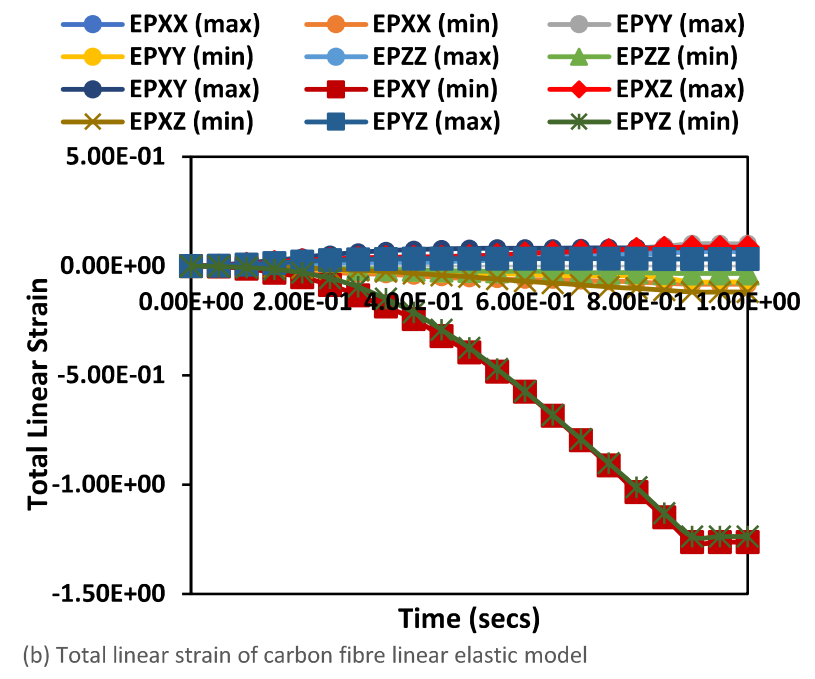 EPXX (max) EPXX (min) EPYY (max)
EPYY (min) EPZZ (max) EPZZ (min)
EPXY (max) EPXY (min) EPXZ (max)
EPXZ (min) EPYZ (max) EPYZ (min)
5.00E-01
0.00E+00
0.00E+00 2.00E-01 4.00E-01 6.00E-01 8.00E-01 1.00E+00
-5.00E-01
-1.00E+00
-1.50E+00
Total Linear Strain
Time (secs)
(b) Total linear strain of carbon fibre linear elastic model